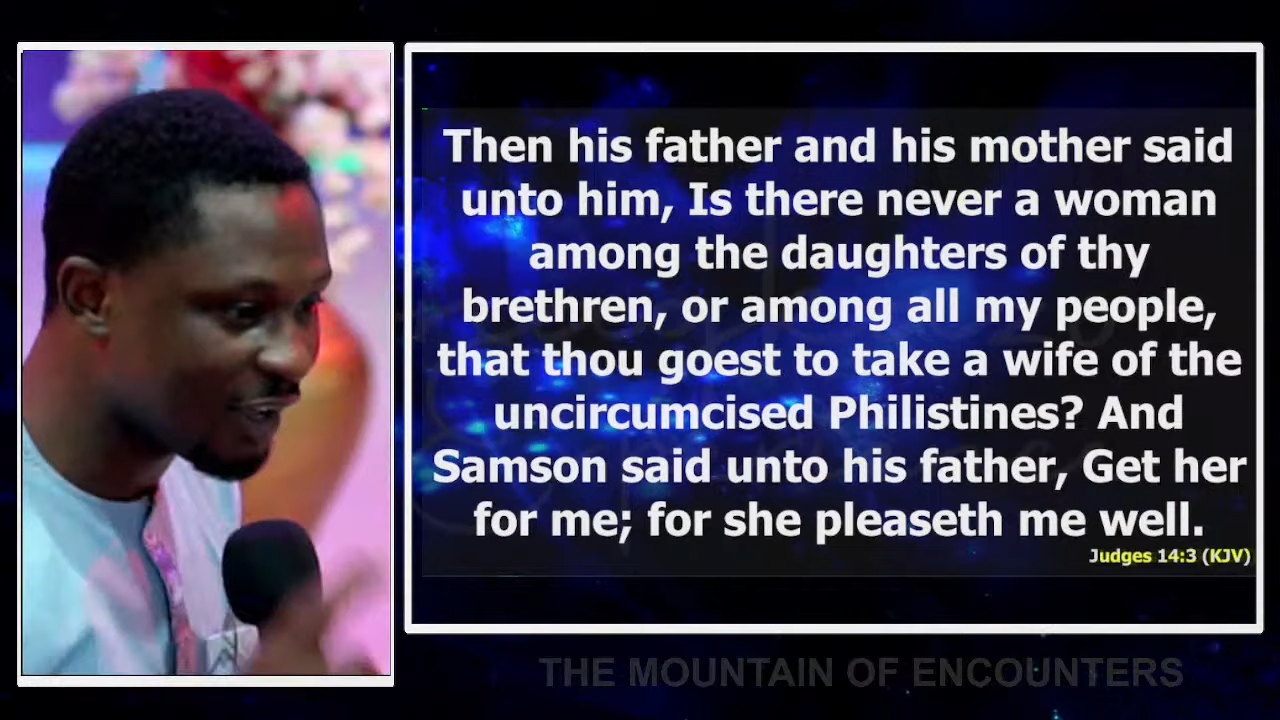 Then his father and his mother said
unto him, Is there never a woman
among the daughters of thy
brethren, or among all my people,
that thou goest to take a wife of the
uncircumcised Philistines? And
Samson said unto his father, Get her
for me; for she pleaseth me well.
Judges 14:3 (KJV)
THE MOUNTAIN OF ENCOUNTERS